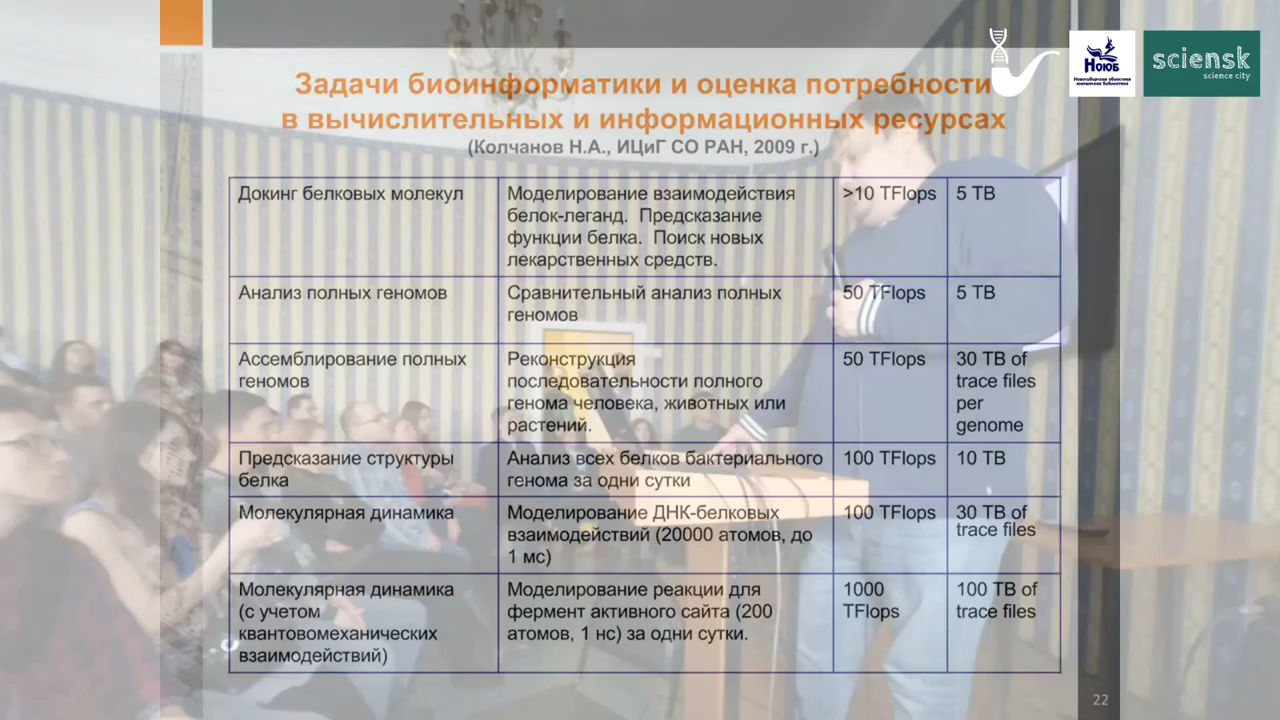 Задачи биоинформатики и оценка потребности
в вычислительных и информационных ресурсах
(Колчанов Н.А., ИЦиГ СО РАН, 2009 г.)
Докинг белковых молекул
Моделирование взаимодействия
белок-леганд. Предсказание
функции белка. Поиск новых
лекарственных средств.
>10 TFlops
5 TB
Анализ полных геномов
Сравнительный анализ полных
геномов
50 TFlops
5 TB
Ассемблирование полных
геномов
Реконструкция
последовательности полного
генома человека, животных или
растений.
50 TFlops
30 TB of
trace files
per
genome
Предсказание структуры
белка
Анализ всех белков бактериального
генома за одни сутки
100 TFlops
10 TB
Молекулярная динамика
Моделирование ДНК-белковых
взаимодействий (20000 атомов, до
1 мс)
100 TFlops
30 TB of
trace files
Молекулярная динамика
(с учетом
квантовомеханических
взаимодействий)
Моделирование реакции для
фермент активного сайта (200
атомов, 1 нс) за одни сутки.
1000
TFlops
100 TB of
trace files
22
НОЮБ
Новосибирская областная
юношеская библиотека
sciensk
science city